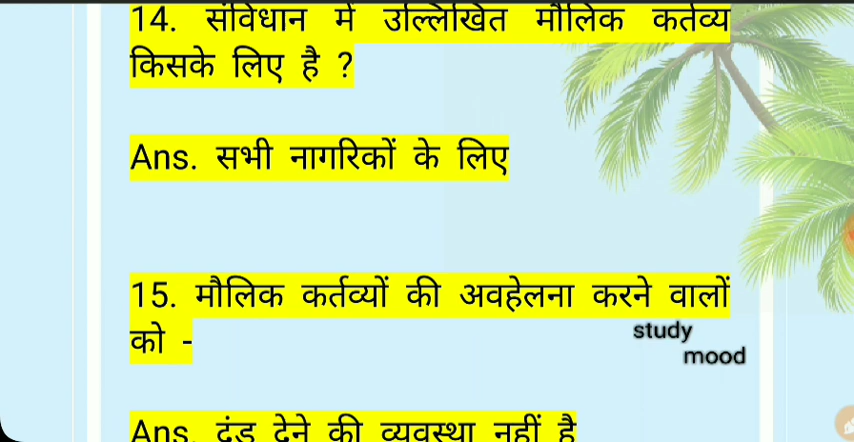 14. संविधान में उल्लिखित मौलिक कर्तव्य
किसके लिए है ?
Ans. सभी नागरिकों के लिए
15. मौलिक कर्तव्यों की अवहेलना करने वालों
को -
study
mood
Ans. दंड देने की व्यवस्था नहीं है